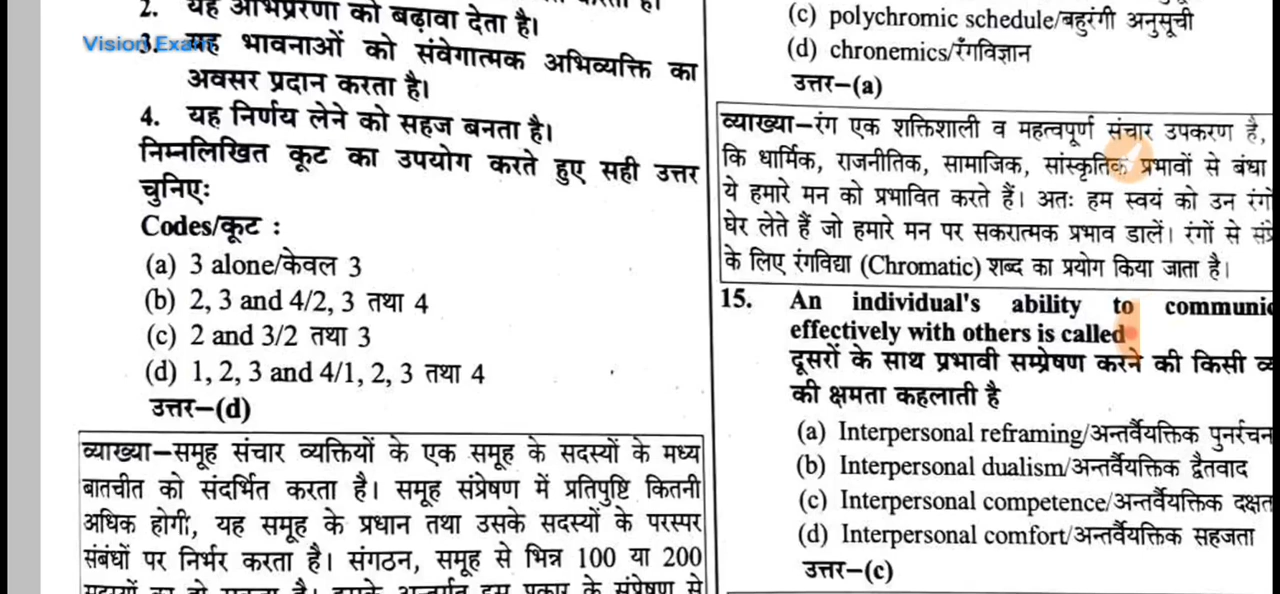 2. यह अभिप्रेरणा को बढ़ावा देता है।
Vision Exam
3. यह भावनाओं को संवेगात्मक अभिव्यक्ति का
अवसर प्रदान करता है।
4. यह निर्णय लेने को सहज बनता है।
निम्नलिखित कूट का उपयोग करते हुए सही उत्तर
चुनिएः
Codes/कूट :
(a) 3 alone/केवल 3
(b) 2, 3 and 4/2, 3 तथा 4
(c) 2 and 3/2 तथा 3
(d) 1, 2, 3 and 4/1, 2, 3 तथा 4
उत्तर–(d)
व्याख्या–समूह संचार व्यक्तियों के एक समूह के सदस्यों के मध्य
बातचीत को संदर्भित करता है। समूह संप्रेषण में प्रतिपुष्टि कितनी
अधिक होगी, यह समूह के प्रधान तथा उसके सदस्यों के परस्पर
संबंधों पर निर्भर करता है। संगठन, समूह से भिन्न 100 या 200
(c) polychromic schedule/बहुरंगी अनुसूची
(d) chronemics/रँगविज्ञान
उत्तर–(a)
व्याख्या–रंग एक शक्तिशाली व महत्वपूर्ण संचार उपकरण है,
कि धार्मिक, राजनीतिक, सामाजिक, सांस्कृतिक प्रभावों से बंधा
ये हमारे मन को प्रभावित करते हैं। अतः हम स्वयं को उन
घेर लेते हैं जो हमारे मन पर सकरात्मक प्रभाव डालें। रंगों से
के लिए रंगविद्या (Chromatic) शब्द का प्रयोग किया जाता है।
15. An individual's ability to communic
effectively with others is called
दूसरों के साथ प्रभावी सम्प्रेषण करने की किसी
की क्षमता कहलाती है
(a) Interpersonal reframing/अन्तर्वैयक्तिक पुनर्रचन
(b) Interpersonal dualism/अन्तर्वैयक्तिक द्वैतवाद
(c) Interpersonal competence/अन्तर्वैयक्तिक दक्षत
(d) Interpersonal comfort/अन्तर्वैयक्तिक सहजता
उत्तर–(c)